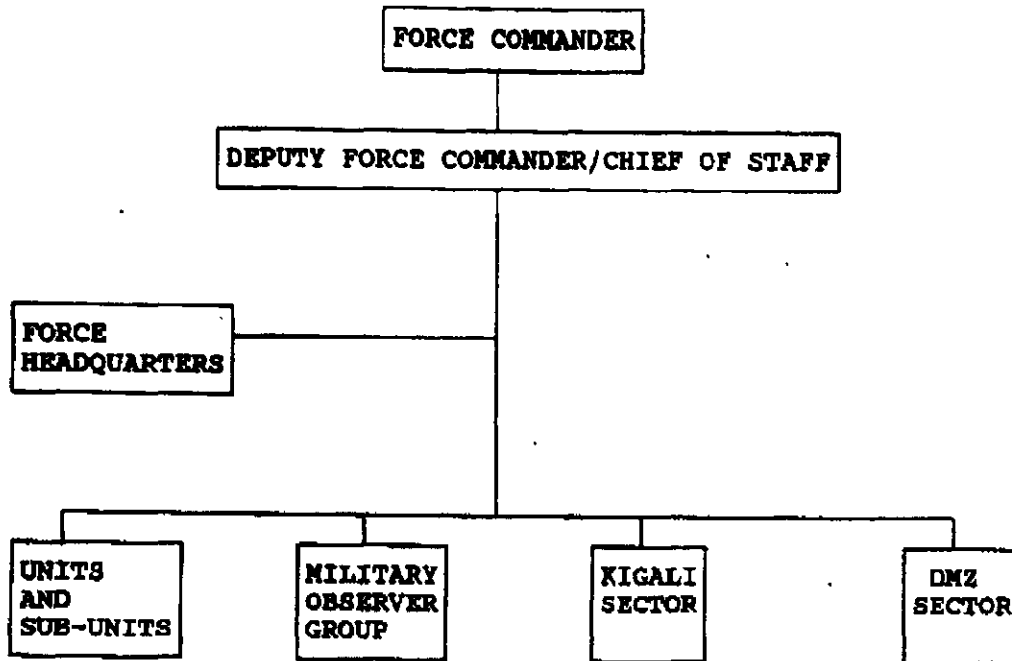 FORCE COMMANDER
DEPUTY FORCE COMMANDER/CHIEF OF STAFF
FORCE
HEADQUARTERS
UNITS
AND
SUB-UNITS
MILITARY
OBSERVER
GROUP
KIGALI
SECTOR
DMZ
SECTOR